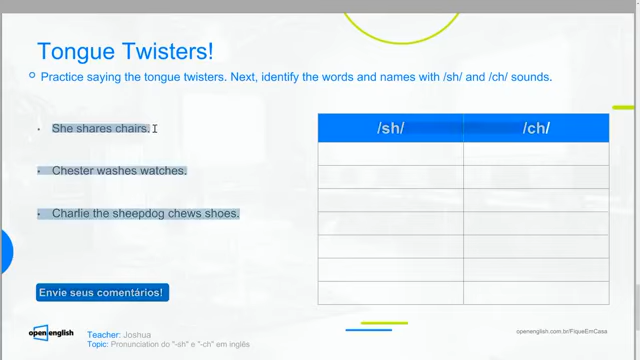 Tongue Twisters!
Practice saying the tongue twisters. Next, identify the words and names with /sh/ and /ch/ sounds.
She shares chairs.
Chester washes watches.
Charlie the sheepdog chews shoes.
/sh/ /ch/
Envie seus comentários!
openenglish
Teacher: Joshua
Topic: Pronunciation do "-sh" e "-ch" em inglês
openenglish.com.br/FiqueEmCasa